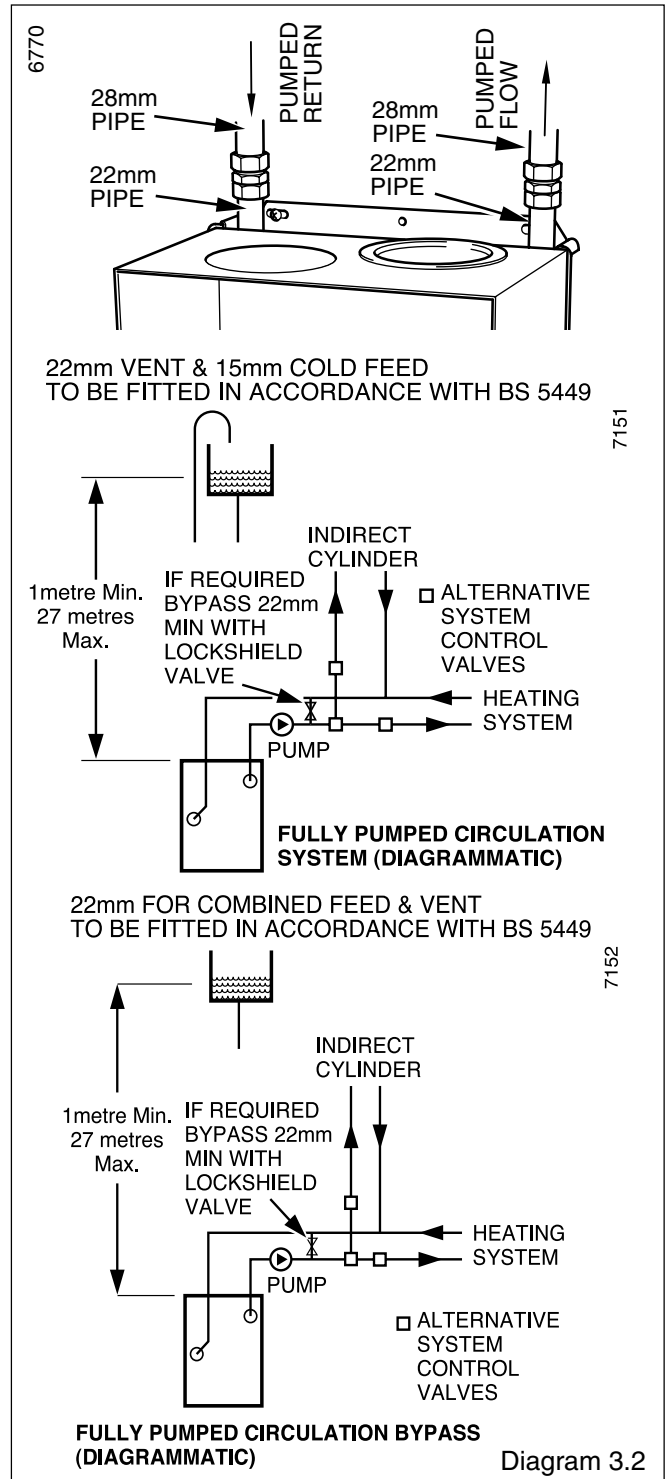 6770
28mm
PIPE
PUMPED
RETURN
PUMPED
FLOW
28mm
PIPE
22mm
PIPE
22mm
PIPE
22mm VENT & 15mm COLD FEED
TO BE FITTED IN ACCORDANCE WITH BS 5449
7151
INDIRECT
CYLINDER
1metre Min.
27 metres
Max.
IF REQUIRED
BYPASS 22mm
MIN WITH
LOCKSHIELD
VALVE
ALTERNATIVE
SYSTEM
CONTROL
VALVES
HEATING
SYSTEM
PUMP
FULLY PUMPED CIRCULATION
SYSTEM (DIAGRAMMATIC)
22mm FOR COMBINED FEED & VENT
TO BE FITTED IN ACCORDANCE WITH BS 5449
7152
INDIRECT
CYLINDER
1metre Min.
27 metres
Max.
IF REQUIRED
BYPASS 22mm
MIN WITH
LOCKSHIELD
VALVE
HEATING
SYSTEM
PUMP
ALTERNATIVE
SYSTEM
CONTROL
VALVES
FULLY PUMPED CIRCULATION BYPASS
(DIAGRAMMATIC)
Diagram 3.2